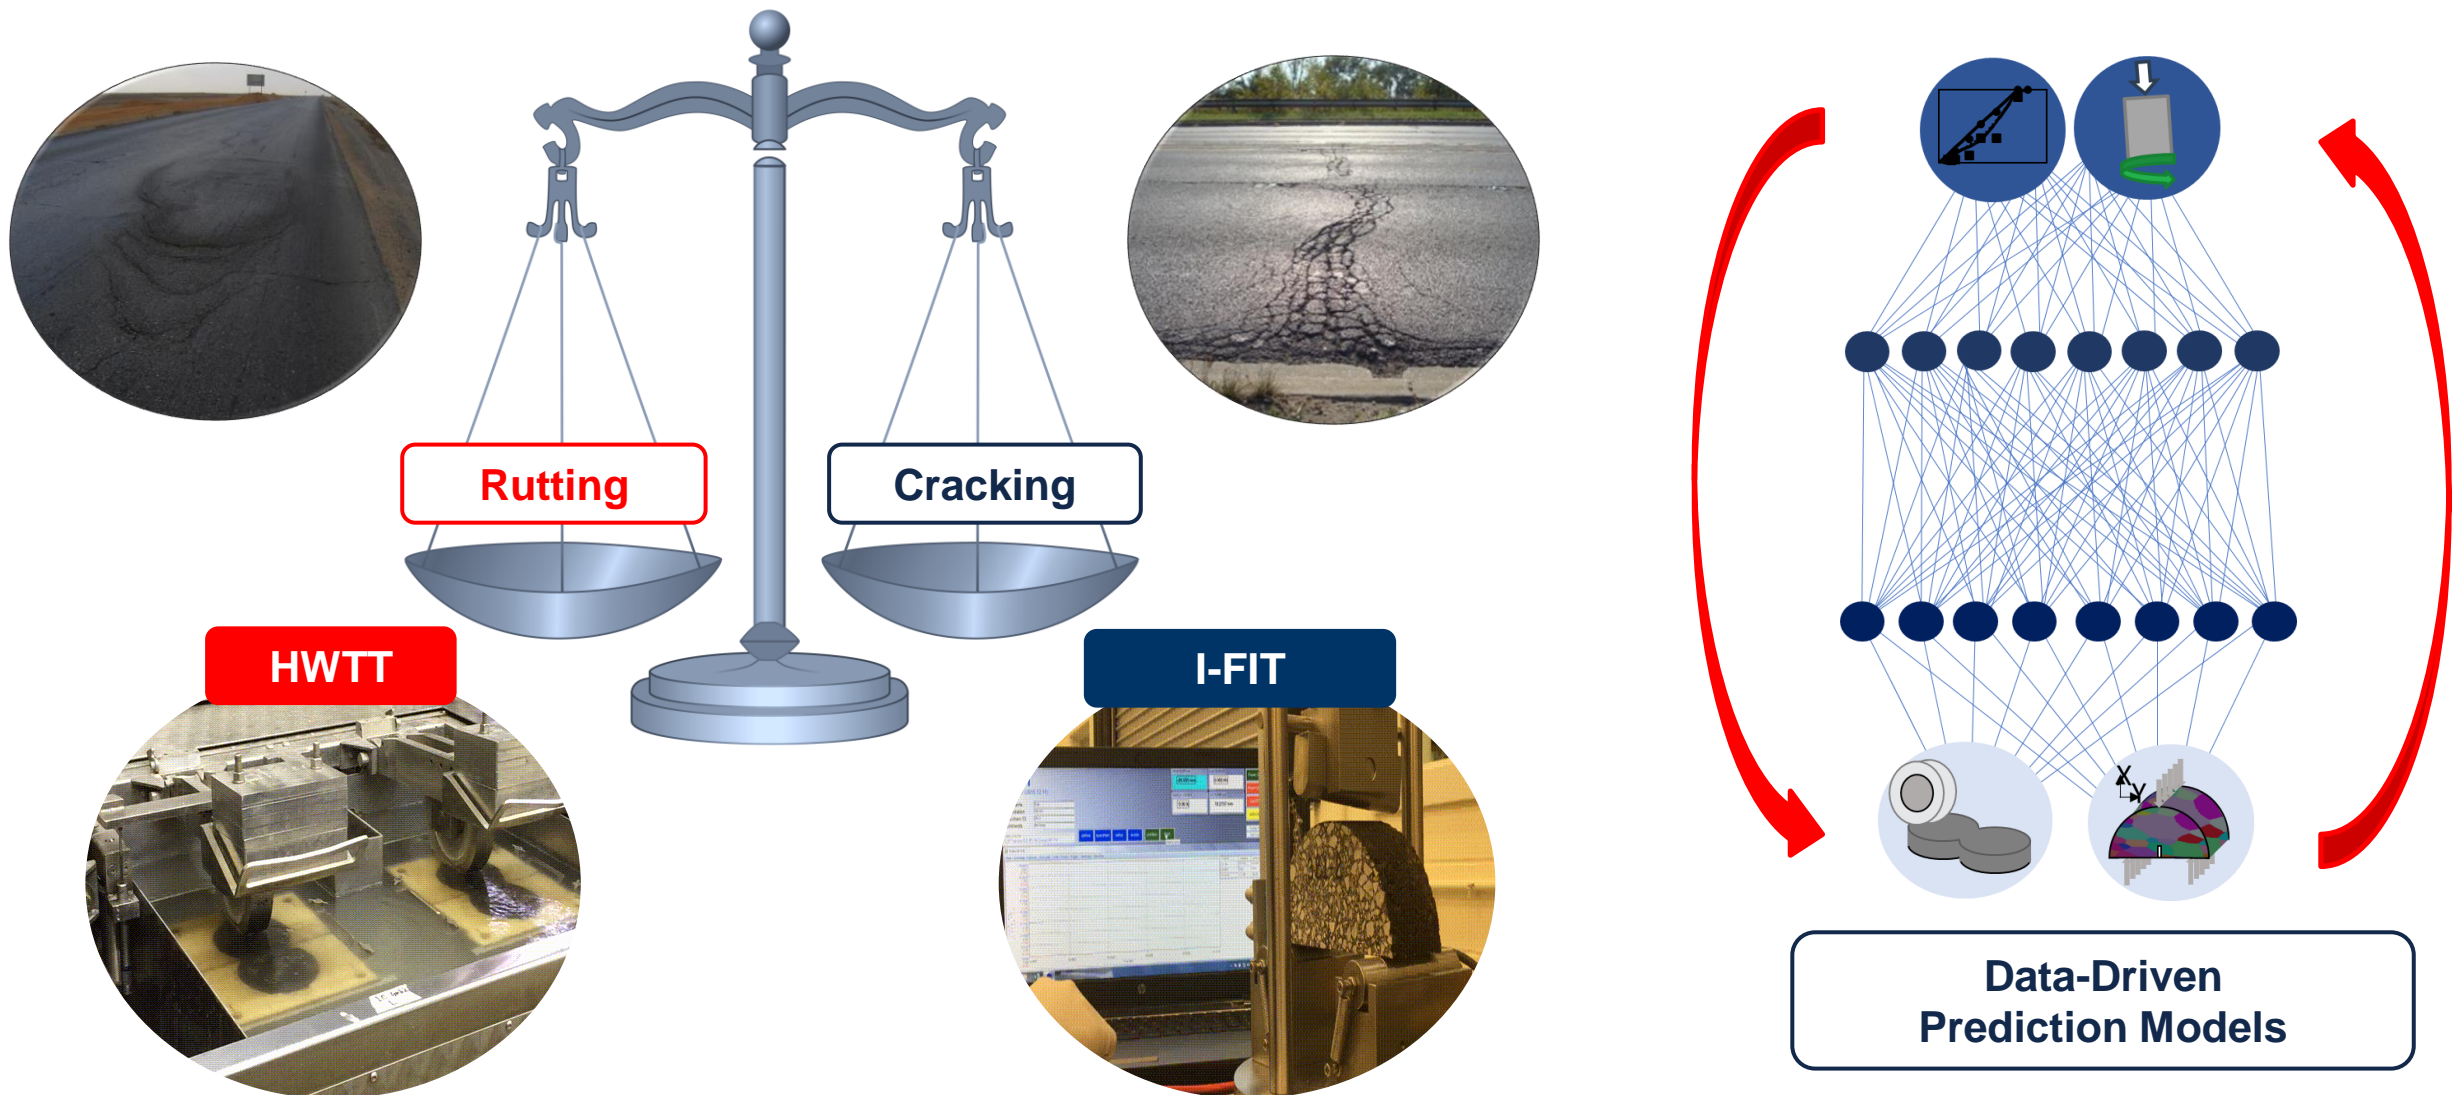 Rutting
Cracking
HWTT
I-FIT
X
Y
Data-Driven
Prediction Models